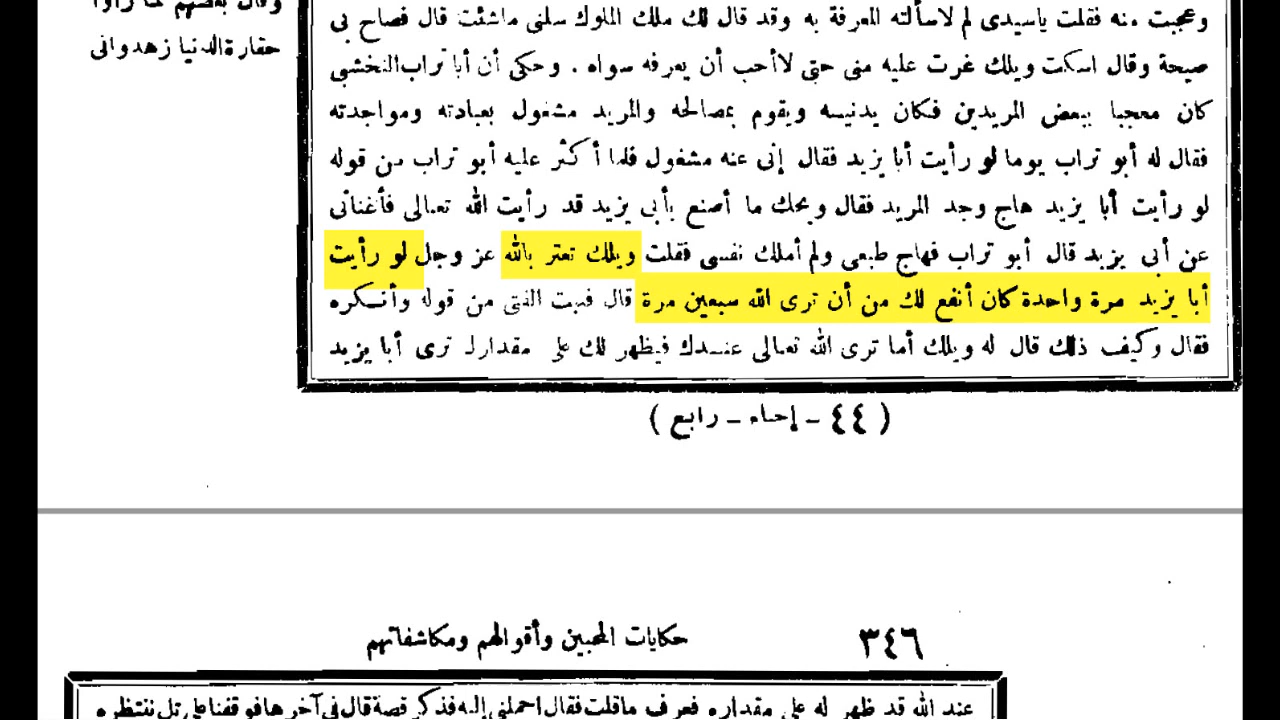 وعجبت منه فقلت ياسيدى لم لاسألته المعرفة به وقد قال لك ملك الملوك سلنى ماشئت قال فصاح بى
صيحة وقال اسكت ويلك غرت عليه منى حتى لاأحب أن يعرفه سواه . وحكى أن أبا تراب النخشبى
كان معجبا ببعض المريدين فكان يدنيه ويقوم بمصالحه والمريد مشغول بعبادته ومواجدته
فقال له أبو تراب يوما لو رأيت أبا يزيد فقال إنى عنه مشغول فلما أكثر عليه أبو تراب من قوله
لو رأيت أبا يزيد هاج وجد المريد فقال ويحك ما أصنع بأبى يزيد قد رأيت الله تعالى فأغنانى
عن أبى يزيد قال أبو تراب فهاج طبعى ولم أملك نفسى فقلت ويلك تغتر بالله عز وجل لو رأيت
أبا يزيد مرة واحدة كان أنفع لك من أن ترى الله سبعين مرة قال فبهت الفتى من قوله وأنكره
فقال وكيف ذلك قال له ويلك أما ترى الله تعالى عندك فيظهر لك على مقدارك وترى أبا يزيد
حقارة الدنيا زهدوا فى
( ٤٤ - إحياء - رابع )
٣٤٦
حكايات المحبين وأقوالهم ومكاشفاتهم
عند الله قد ظهر له على مقداره فعرف ماقلت فقال احملنى إليه فذكر قصة قال فى آخرها فوقفنا على تل ننتظره